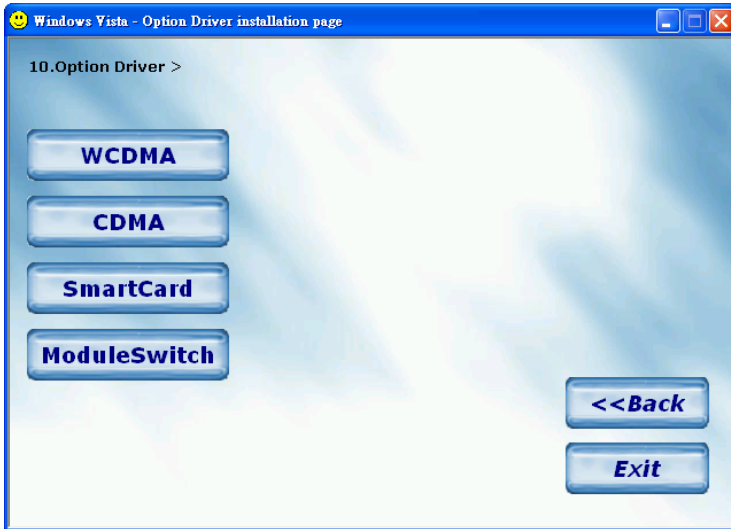 Windows Vista - Option Driver installation page
10.Option Driver >
WCDMA
CDMA
SmartCard
ModuleSwitch
<<Back
Exit